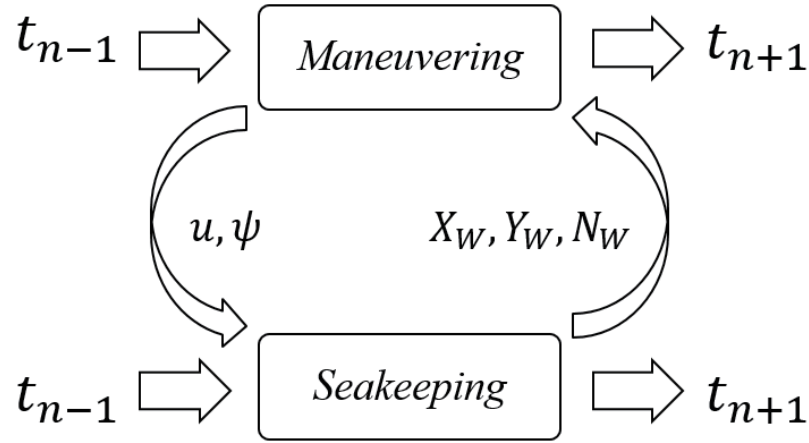 t_{n-1} Maneuvering t_{n+1}
u, ψ X_W, Y_W, N_W
t_{n-1} Seakeeping t_{n+1}